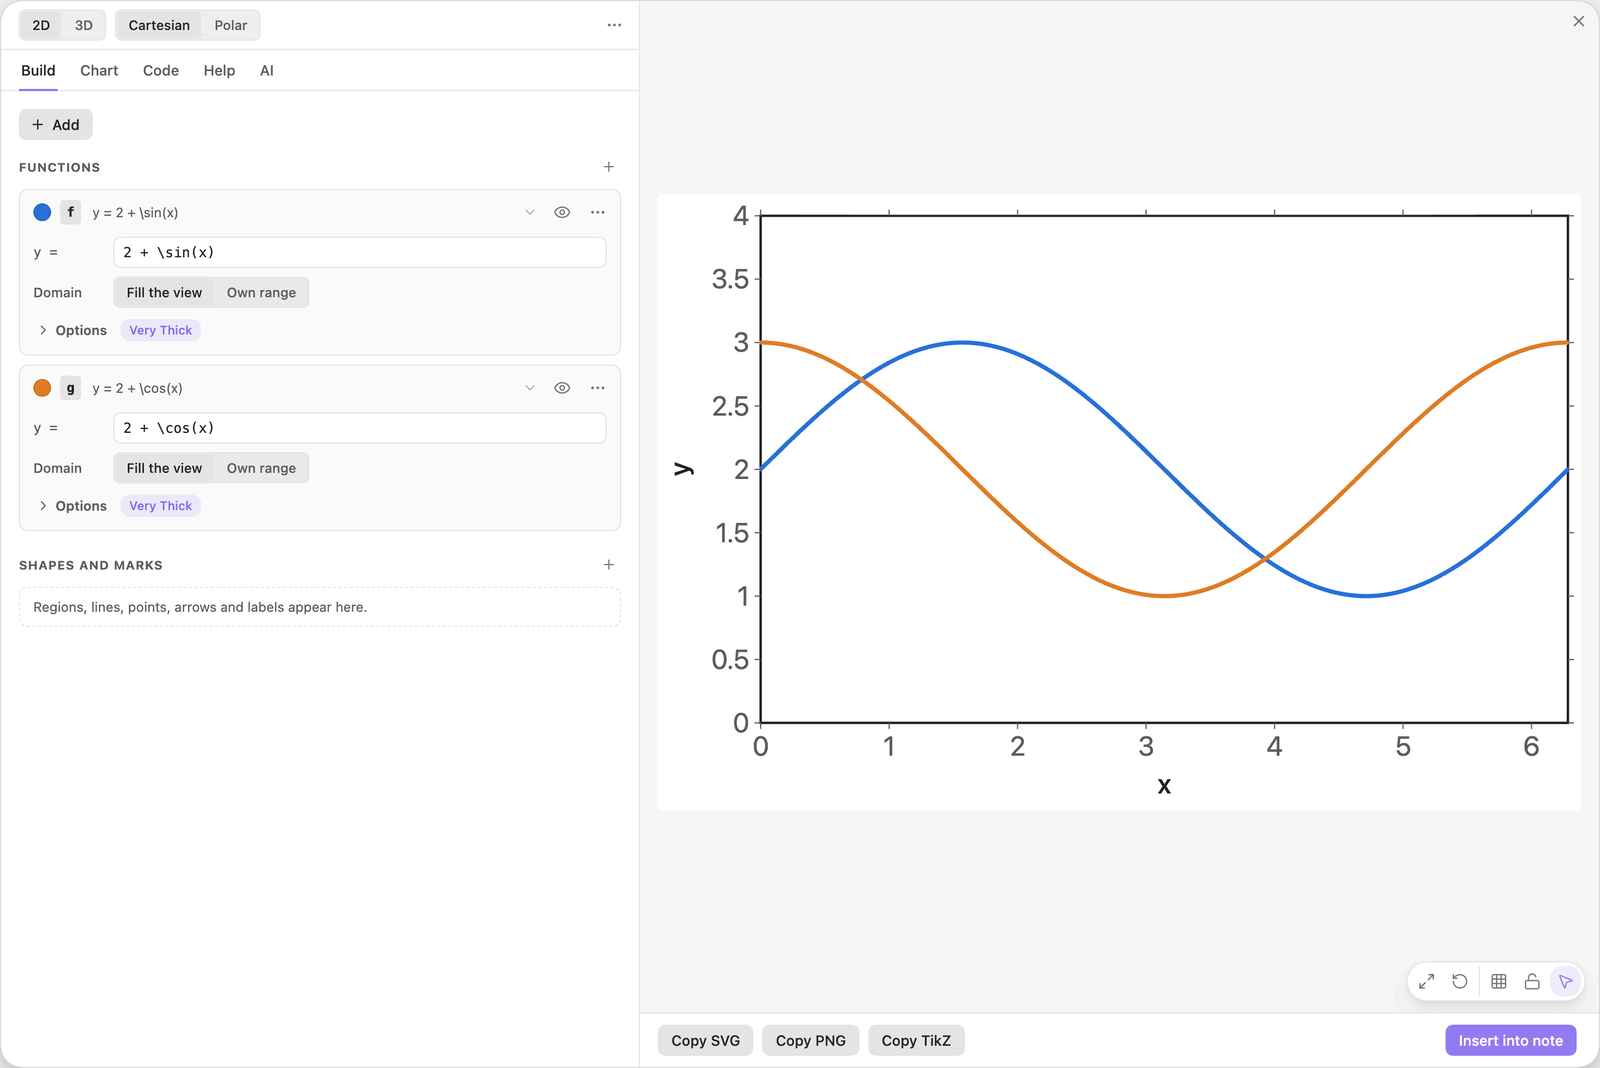 2D 3D Cartesian Polar
Build Chart Code Help AI
+ Add
FUNCTIONS
f y = 2 + \sin(x)
y = 2 + \sin(x)
Domain Fill the view Own range
Options Very Thick
g y = 2 + \cos(x)
y = 2 + \cos(x)
Domain Fill the view Own range
Options Very Thick
SHAPES AND MARKS
Regions, lines, points, arrows and labels appear here.
4
3.5
3
2.5
2
1.5
1
0.5
0
y
0 1 2 3 4 5 6
x
Copy SVG Copy PNG Copy TikZ Insert into note